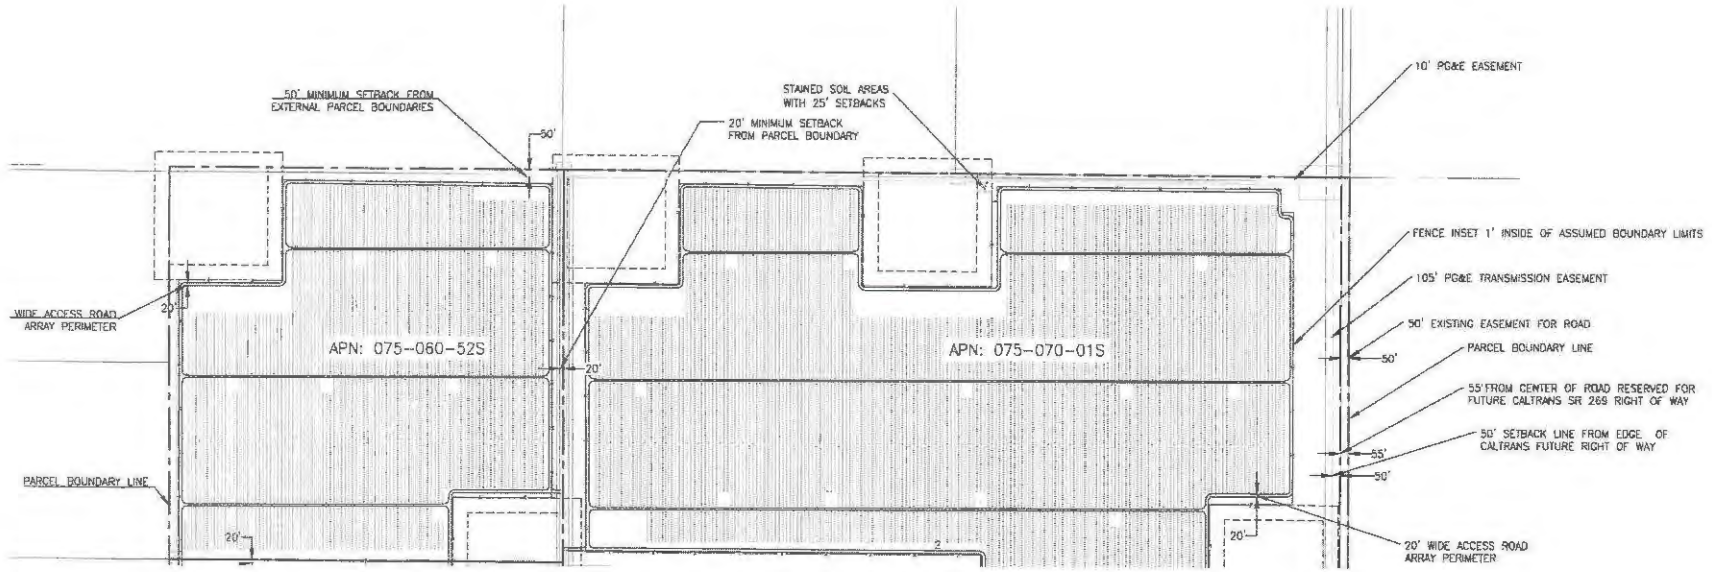 10' PG&E EASEMENT
50' MINIMUM SETBACK FROM
EXTERNAL PARCEL BOUNDARIES
STAINED SOIL AREAS
WITH 25' SETBACKS
20' MINIMUM SETBACK
FROM PARCEL BOUNDARY
50'
FENCE INSET 1' INSIDE OF ASSUMED BOUNDARY LIMITS
105' PG&E TRANSMISSION EASEMENT
20'
WIDE ACCESS ROAD
ARRAY PERIMETER
50' EXISTING EASEMENT FOR ROAD
APN: 075-060-52S
APN: 075-070-01S
PARCEL BOUNDARY LINE
50'
20'
55' FROM CENTER OF ROAD RESERVED FOR
FUTURE CALTRANS SR 269 RIGHT OF WAY
50' SETBACK LINE FROM EDGE OF
CALTRANS FUTURE RIGHT OF WAY
55'
50'
PARCEL BOUNDARY LINE
20'
20'
20' WIDE ACCESS ROAD
ARRAY PERIMETER